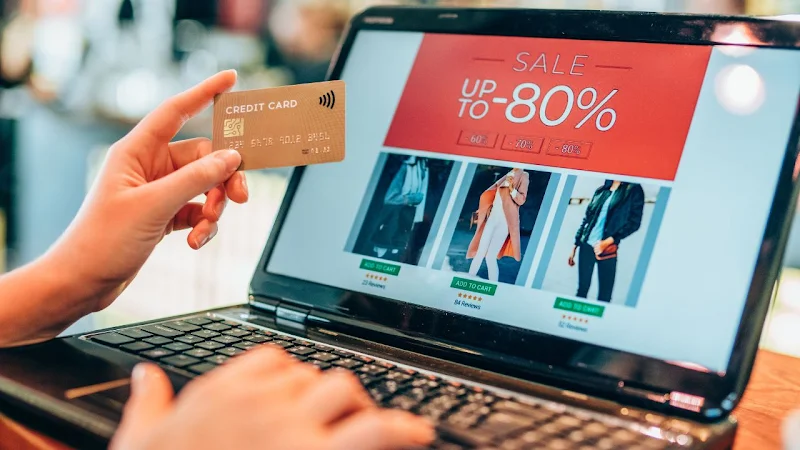 CREDIT CARD
SALE
UP
TO -80%
60% -70% -80%
ADD TO CART
ADD TO CART
ADD TO CART
84 Reviews